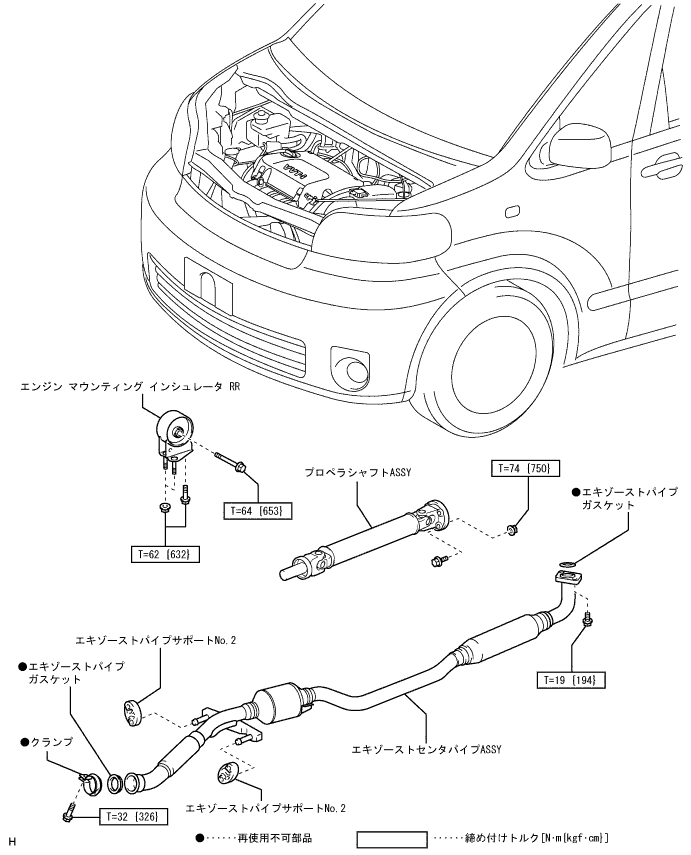 エンジン マウンティング インシュレータ RR
T=64 {653}
T=62 {632}
プロペラシャフトASSY
T=74 {750}
●エキゾーストパイプ
ガスケット
T=19 {194}
エキゾーストパイプサポートNo.2
●エキゾーストパイプ
ガスケット
●クランプ
T=32 {326}
エキゾーストセンタパイプASSY
エキゾーストパイプサポートNo.2
●‥‥‥再使用不可部品
‥‥‥締め付けトルク[N·m{kgf·cm}]
H